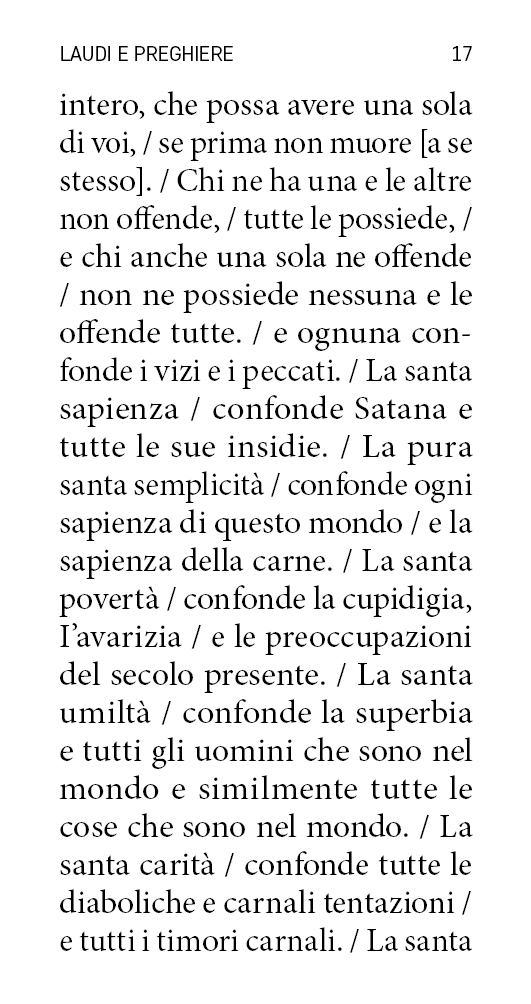 LAUDI E PREGHIERE 17
intero, che possa avere una sola
di voi, / se prima non muore [a se
stesso]. / Chi ne ha una e le altre
non offende, / tutte le possiede, /
e chi anche una sola ne offende
/ non ne possiede nessuna e le
offende tutte. / e ognuna con-
fonde i vizi e i peccati. / La santa
sapienza / confonde Satana e
tutte le sue insidie. / La pura
santa semplicità / confonde ogni
sapienza di questo mondo / e la
sapienza della carne. / La santa
povertà / confonde la cupidigia,
I’avarizia / e le preoccupazioni
del secolo presente. / La santa
umiltà / confonde la superbia
e tutti gli uomini che sono nel
mondo e similmente tutte le
cose che sono nel mondo. / La
santa carità / confonde tutte le
diaboliche e carnali tentazioni /
e tutti i timori carnali. / La santa